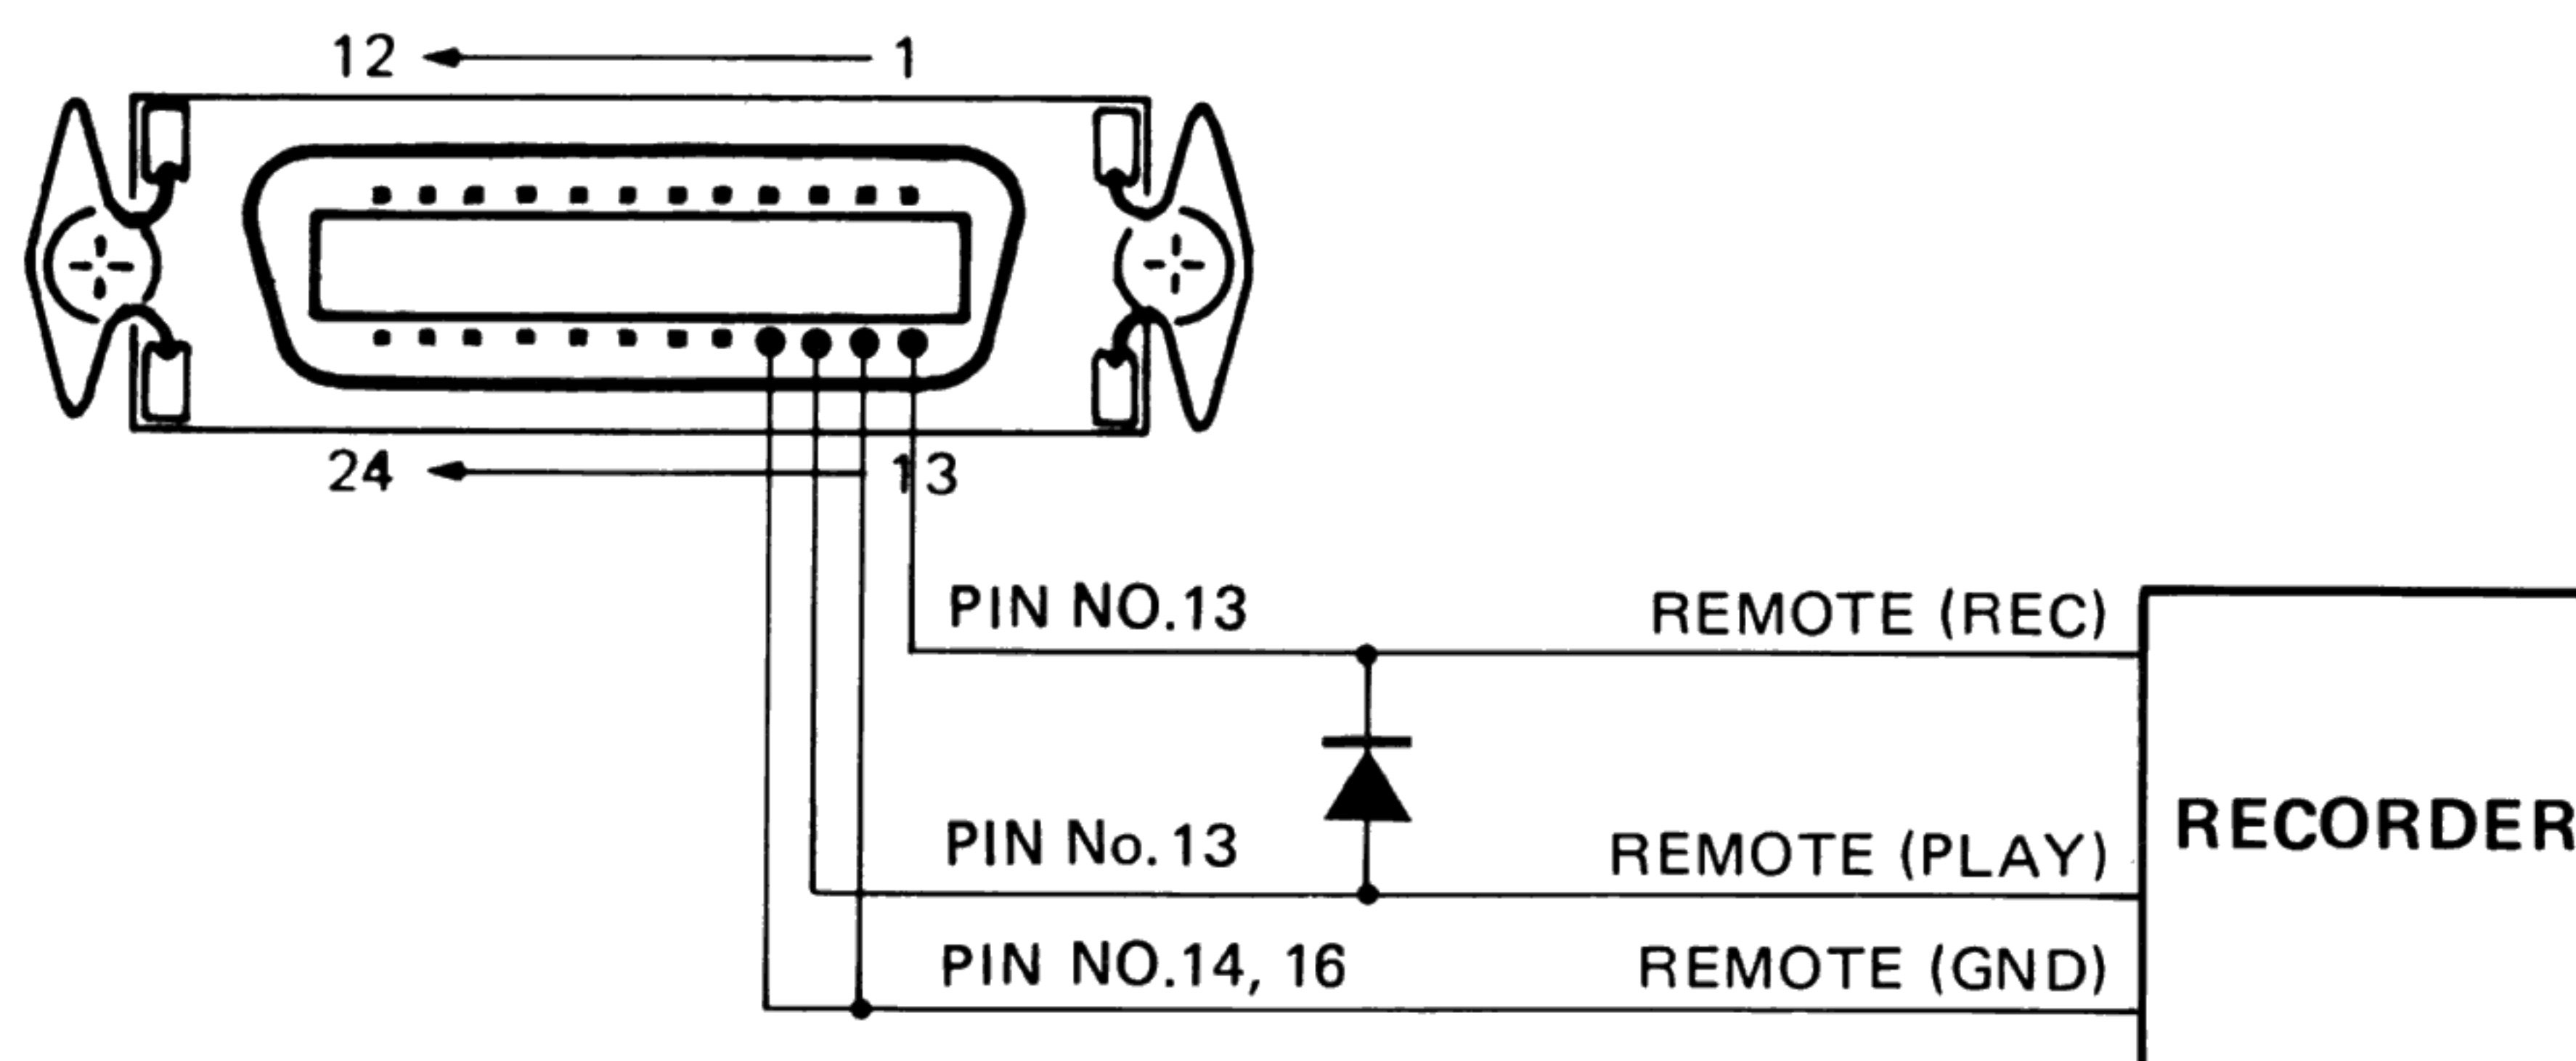 12 1
24 13
PIN NO.13 REMOTE (REC)
PIN No.13 REMOTE (PLAY)
RECORDER
PIN NO.14, 16 REMOTE (GND)